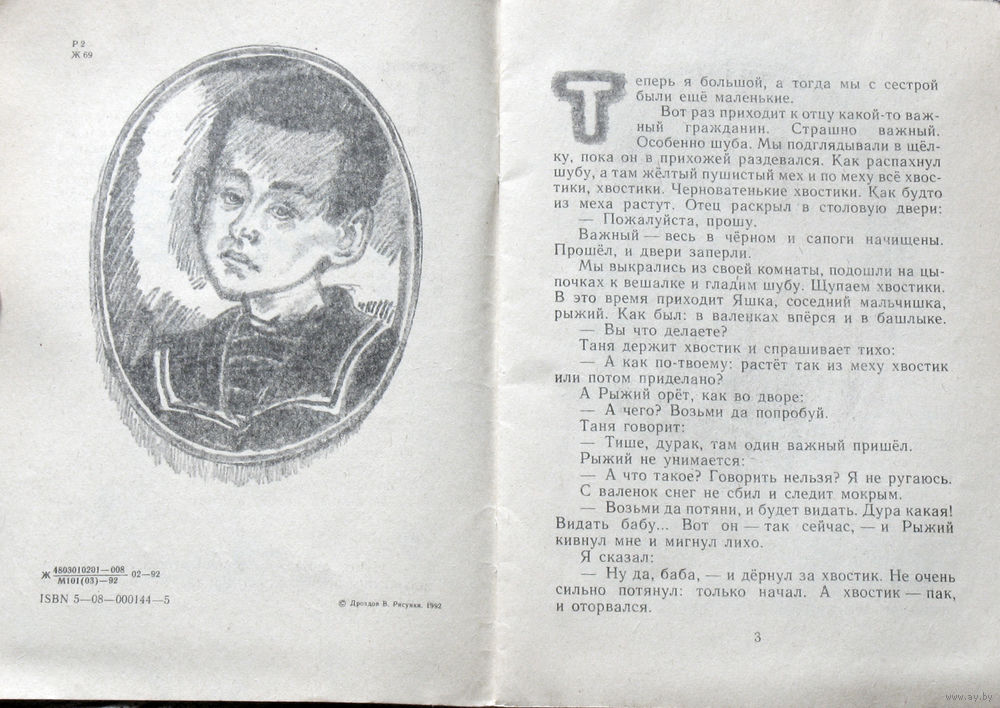 Р 2
Ж 69
Ж 4803010201—008 02—92
М101(03)—92
ISBN 5—08—000144—5
© Дроздов В. Рисунки. 1992
Теперь я большой, а тогда мы с сестрой
были ещё маленькие.
Вот раз приходит к отцу какой-то важ-
ный гражданин. Страшно важный.
Особенно шуба. Мы подглядывали в щёл-
ку, пока он в прихожей раздевался. Как распахнул
шубу, а там жёлтый пушистый мех и по меху всё хвос-
тики, хвостики. Черноватенькие хвостики. Как будто
из меха растут. Отец раскрыл в столовую двери:
— Пожалуйста, прошу.
Важный — весь в чёрном и сапоги начищены.
Прошёл, и двери заперли.
Мы выкрались из своей комнаты, подошли на цы-
почках к вешалке и гладим шубу. Щупаем хвостики.
В это время приходит Яшка, соседний мальчишка,
рыжий. Как был: в валенках впёрся и в башлыке.
— Вы что делаете?
Таня держит хвостик и спрашивает тихо:
— А как по-твоему: растёт так из меху хвостик
или потом приделано?
А Рыжий орёт, как во дворе:
— А чего? Возьми да попробуй.
Таня говорит:
— Тише, дурак, там один важный пришёл.
Рыжий не унимается:
— А что такое? Говорить нельзя? Я не ругаюсь.
С валенок снег не сбил и следит мокрым.
— Возьми да потяни, и будет видать. Дура какая!
Видать бабу... Вот он — так сейчас, — и Рыжий
кивнул мне и мигнул лихо.
Я сказал:
— Ну да, баба, — и дёрнул за хвостик. Не очень
сильно потянул: только начал. А хвостик — пак,
и оторвался.
3
www.ay.by